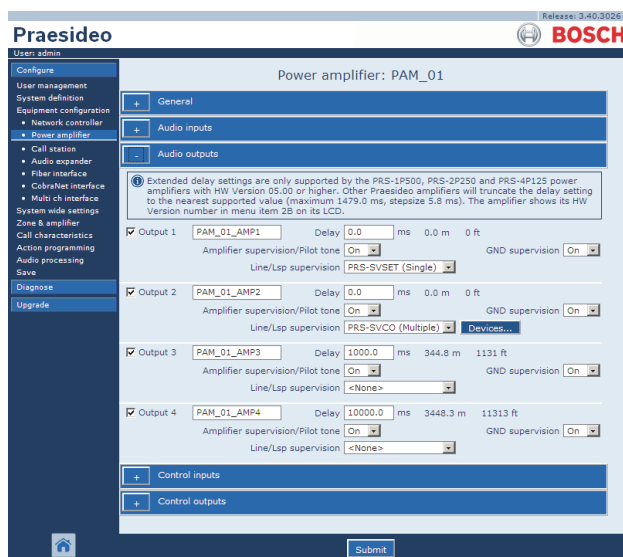 Release: 3.40.3026
Praesideo
BOSCH
User: admin
Configure
User management
System definition
Equipment configuration
• Network controller
• Power amplifier
• Call station
• Audio expander
• Fiber interface
• CobraNet interface
• Multi ch interface
System wide settings
Zone & amplifier
Call characteristics
Action programming
Audio processing
Save
Diagnose
Upgrade
Power amplifier: PAM_01
+ General
+ Audio inputs
- Audio outputs
Extended delay settings are only supported by the PRS-1P500, PRS-2P250 and PRS-4P125 power
amplifiers with HW Version 05.00 or higher. Other Praesideo amplifiers will truncate the delay setting
to the nearest supported value (maximum 1479.0 ms, stepsize 5.8 ms). The amplifier shows its HW
Version number in menu item 2B on its LCD.
Output 1 PAM_01_AMP1 Delay 0.0 ms 0.0 m 0 ft
Amplifier supervision/Pilot tone On GND supervision On
Line/Lsp supervision PRS-SVSET (Single)
Output 2 PAM_01_AMP2 Delay 0.0 ms 0.0 m 0 ft
Amplifier supervision/Pilot tone On GND supervision On
Line/Lsp supervision PRS-SVCO (Multiple) Devices...
Output 3 PAM_01_AMP3 Delay 1000.0 ms 344.8 m 1131 ft
Amplifier supervision/Pilot tone On GND supervision On
Line/Lsp supervision <None>
Output 4 PAM_01_AMP4 Delay 10000.0 ms 3448.3 m 11313 ft
Amplifier supervision/Pilot tone On GND supervision On
Line/Lsp supervision <None>
+ Control inputs
+ Control outputs
Submit